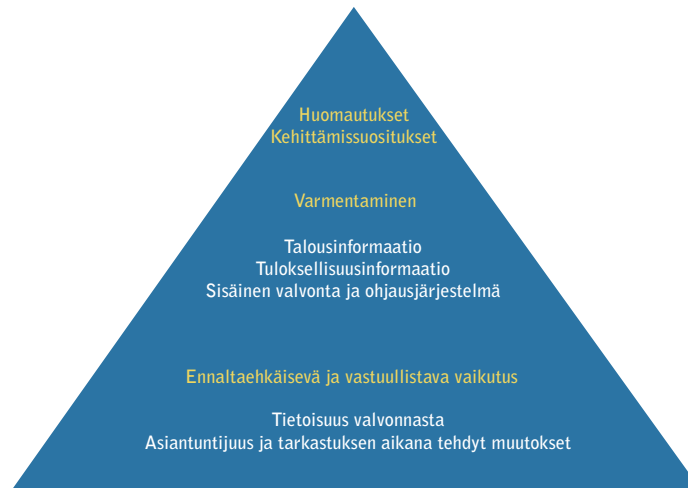 Huomautukset
Kehittämissuositukset
Varmentaminen
Talousinformaatio
Tuloksellisuusinformaatio
Sisäinen valvonta ja ohjausjärjestelmä
Ennaltaehkäisevä ja vastuullistava vaikutus
Tietoisuus valvonnasta
Asiantuntijuus ja tarkastuksen aikana tehdyt muutokset